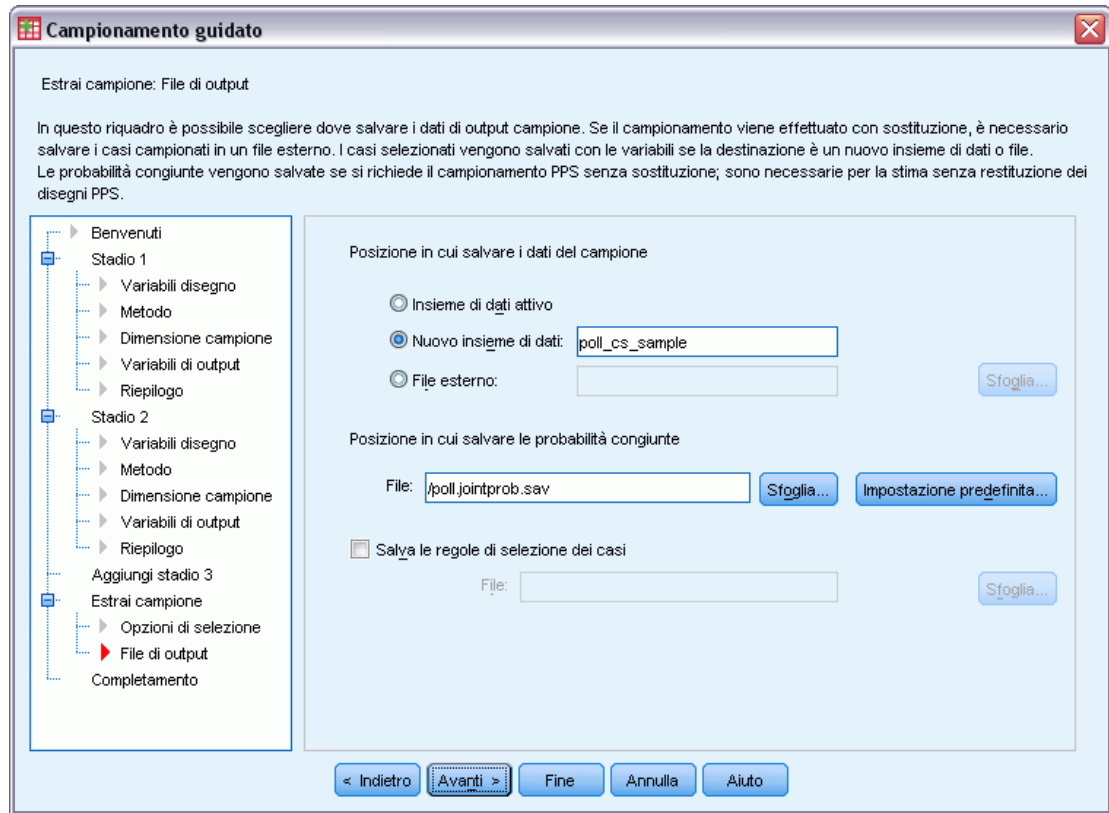 Campionamento guidato
Estrai campione: File di output
In questo riquadro è possibile scegliere dove salvare i dati di output campione. Se il campionamento viene effettuato con sostituzione, è necessario
salvare i casi campionati in un file esterno. I casi selezionati vengono salvati con le variabili se la destinazione è un nuovo insieme di dati o file.
Le probabilità congiunte vengono salvate se si richiede il campionamento PPS senza sostituzione; sono necessarie per la stima senza restituzione dei
disegni PPS.
Benvenuti
Stadio 1
Variabili disegno
Metodo
Dimensione campione
Variabili di output
Riepilogo
Stadio 2
Variabili disegno
Metodo
Dimensione campione
Variabili di output
Riepilogo
Aggiungi stadio 3
Estrai campione
Opzioni di selezione
File di output
Completamento
Posizione in cui salvare i dati del campione
Insieme di dati attivo
Nuovo insieme di dati: poll_cs_sample
File esterno: Sfoglia...
Posizione in cui salvare le probabilità congiunte
File: /poll.jointprob.sav Sfoglia... Impostazione predefinita...
Salva le regole di selezione dei casi
File: Sfoglia...
< Indietro Avanti > Fine Annulla Aiuto